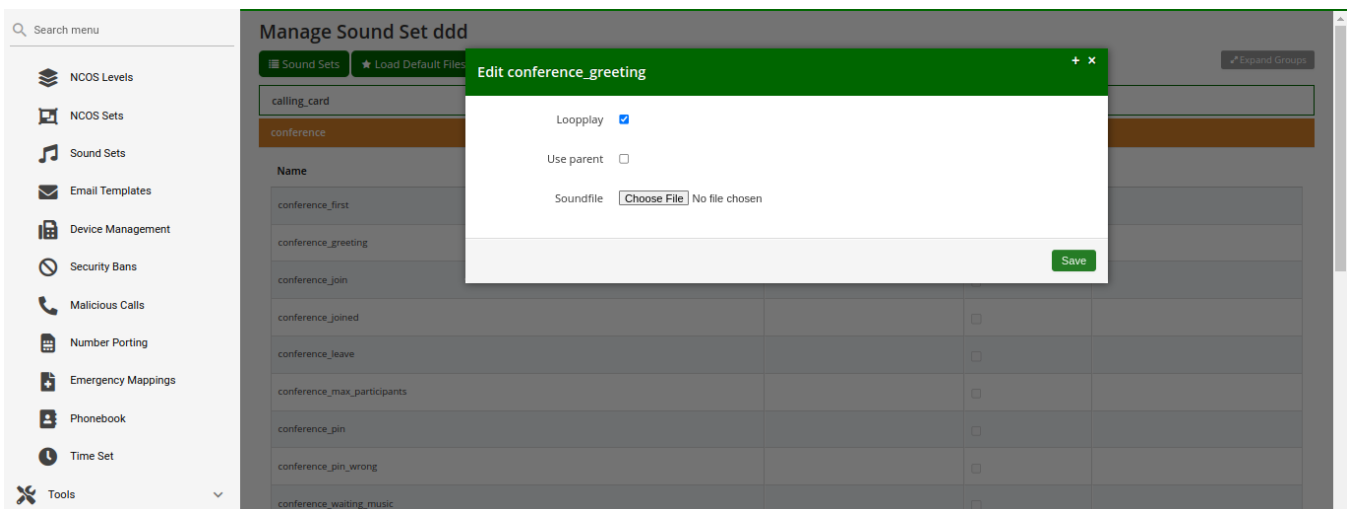 Search menu
NCOS Levels
NCOS Sets
Sound Sets
Email Templates
Device Management
Security Bans
Malicious Calls
Number Porting
Emergency Mappings
Phonebook
Time Set
Tools
Manage Sound Set ddd
Sound Sets
Load Default Files
Expand Groups
calling_card
conference
Name
conference_first
conference_greeting
conference_join
conference_joined
conference_leave
conference_max_participants
conference_pin
conference_pin_wrong
conference_waiting_music
Edit conference_greeting
Loopplay
Use parent
Soundfile Choose File No file chosen
Save